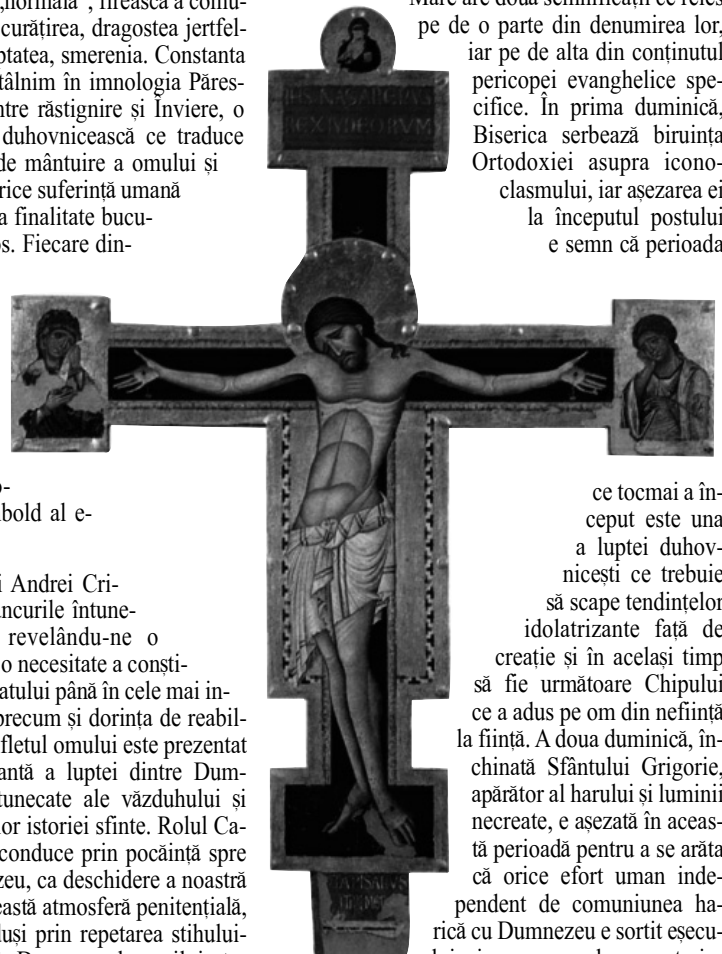 „normală”, firească a comu-
curățirea, dragostea jertfel-
ptatea, smerenia. Constanta
tâlnim în imnologia Păres-
ntre răstignire și Înviere, o
duhovnicească ce traduce
de mântuire a omului și
rice suferință umană
a finalitate bucu-
os. Fiecare din-
o-
bold al e-
i Andrei Cri-
ncurile întune-
revelându-ne o
o necesitate a conști-
atului până în cele mai in-
precum și dorința de reabil-
fletul omului este prezentat
antă a luptei dintre Dum-
tunecate ale văzduhului și
or istoriei sfinte. Rolul Ca-
conduce prin pocăință spre
zeu, ca deschidere a noastră
eastă atmosferă penitențială,
duși prin repetarea stihului-
Mare are două semnificații ce reies
pe de o parte din denumirea lor,
iar pe de alta din conținutul
pericopei evanghelice spe-
cifice. În prima duminică,
Biserica serbează biruința
Ortodoxiei asupra icono-
clasmului, iar așezarea ei
la începutul postului
e semn că perioada
ce tocmai a în-
ceput este una
a luptei duhov-
nicești ce trebuie
să scape tendințelor
idolatrizante față de
creație și în același timp
să fie următoare Chipului
ce a adus pe om din neființă
la ființă. A doua duminică, în-
chinată Sfântului Grigorie,
apărător al harului și luminii
necreate, e așezată în aceas-
tă perioadă pentru a se arăta
că orice efort uman inde-
pendent de comuniunea ha-
rică cu Dumnezeu e sortit eșecu-